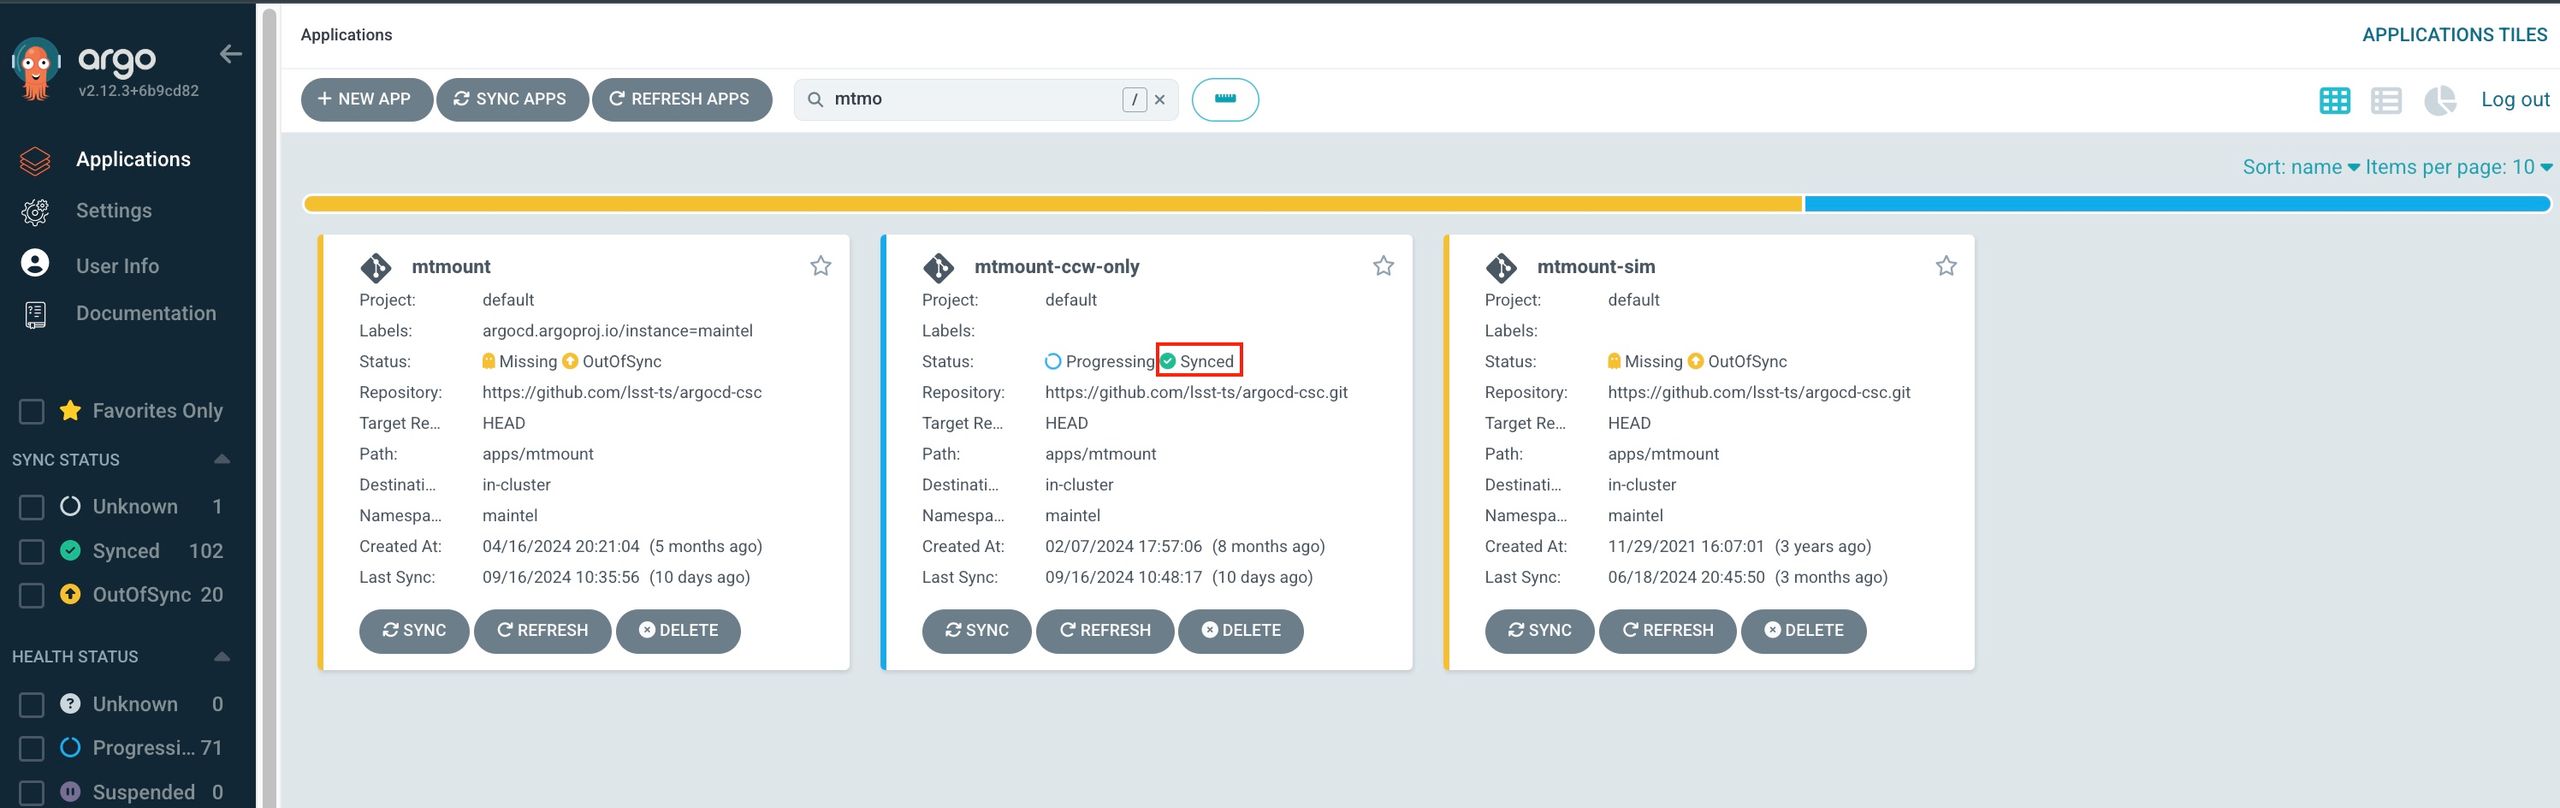 argo
v2.12.3+6b9cd82
Applications
Settings
User Info
Documentation
Favorites Only
SYNC STATUS
Unknown 1
Synced 102
OutOfSync 20
HEALTH STATUS
Unknown 0
Progressi... 71
Suspended 0
Applications
APPLICATIONS TILES
+ NEW APP
SYNC APPS
REFRESH APPS
mtmo
/
Log out
Sort: name
Items per page: 10
mtmount
Project: default
Labels: argocd.argoproj.io/instance=maintel
Status: Missing OutOfSync
Repository: https://github.com/lsst-ts/argocd-csc
Target Re... HEAD
Path: apps/mtmount
Destinati... in-cluster
Namespa... maintel
Created At: 04/16/2024 20:21:04 (5 months ago)
Last Sync: 09/16/2024 10:35:56 (10 days ago)
SYNC REFRESH DELETE
mtmount-ccw-only
Project: default
Labels:
Status: Progressing Synced
Repository: https://github.com/lsst-ts/argocd-csc.git
Target Re... HEAD
Path: apps/mtmount
Destinati... in-cluster
Namespa... maintel
Created At: 02/07/2024 17:57:06 (8 months ago)
Last Sync: 09/16/2024 10:48:17 (10 days ago)
SYNC REFRESH DELETE
mtmount-sim
Project: default
Labels:
Status: Missing OutOfSync
Repository: https://github.com/lsst-ts/argocd-csc.git
Target Re... HEAD
Path: apps/mtmount
Destinati... in-cluster
Namespa... maintel
Created At: 11/29/2021 16:07:01 (3 years ago)
Last Sync: 06/18/2024 20:45:50 (3 months ago)
SYNC REFRESH DELETE